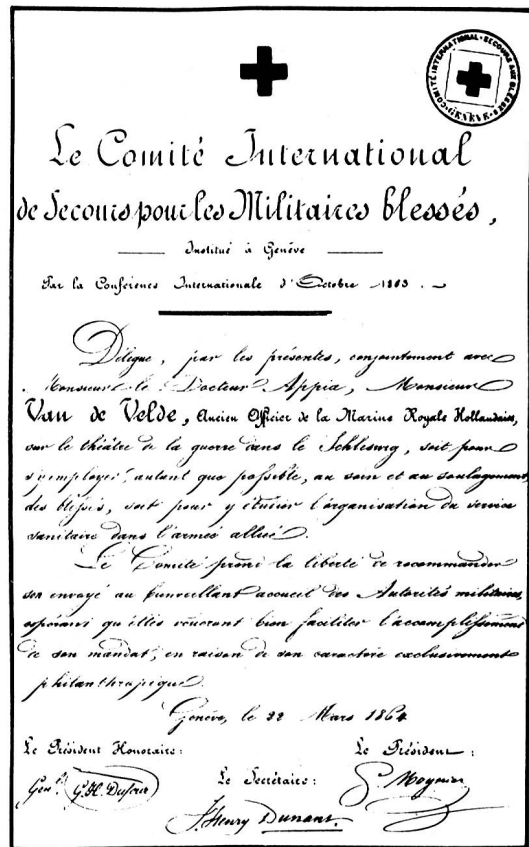 COMITÉ INTERNATIONAL · SECOURS AUX BLESSÉS · GENÈVE
Le Comité International
de Secours pour les Militaires blessés,
Institué à Genève
Par la Conférence Internationale d'Octobre 1863.
Délègue, par les présentes, conjointement avec
Monsieur le Docteur Appia, Monsieur
Van de Velde, Ancien Officier de la Marine Royale Hollandaise,
sur le théâtre de la guerre dans le Schleswig, soit pour
s'employer, autant que possible, au soin et au soulagement
des blessés, soit pour y étudier l'organisation du service
sanitaire dans l'armée alliée.
Le Comité prend la liberté de recommander
son envoyé au bienveillant accueil des Autorités militaires,
espérant qu'elles voudront bien faciliter l'accomplissement
de son mandat, en raison de son caractère exclusivement
philanthropique.
Genève, le 22 Mars 1864
Le Président Honoraire:
Le Président:
Le Secrétaire:
Genl. G. H. Dufour
G. Moynier
J. Henry Dunant.